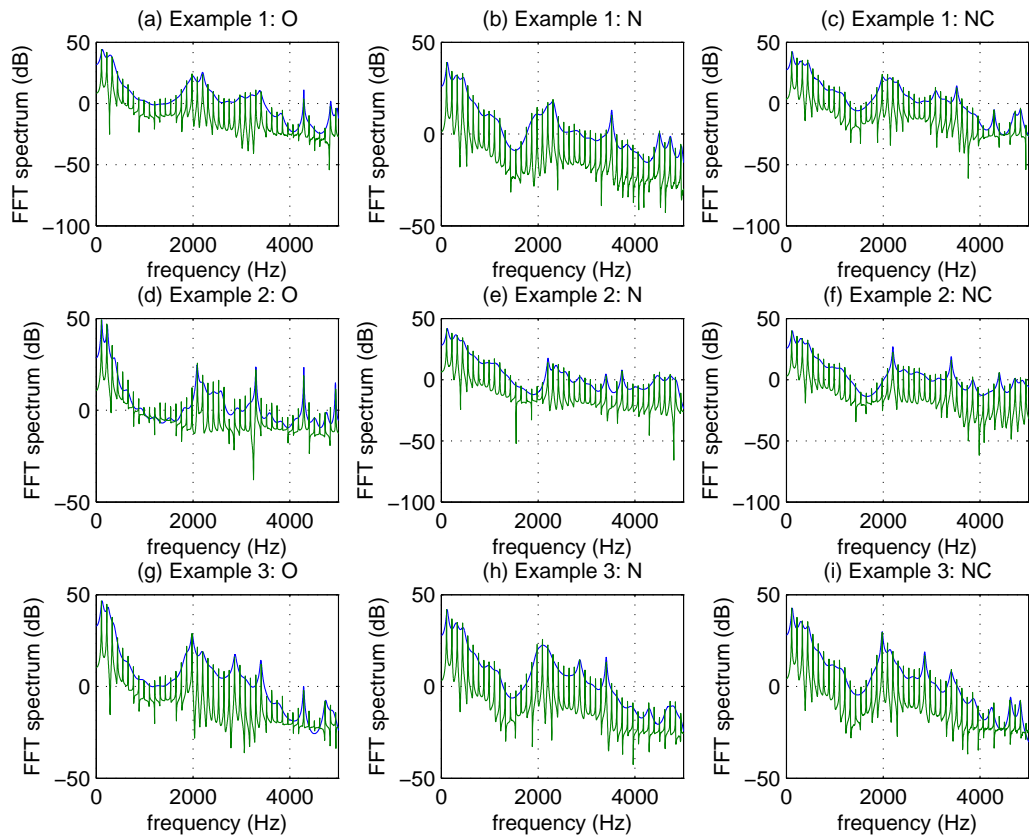 (a) Example 1: O
(b) Example 1: N
(c) Example 1: NC
FFT spectrum (dB)
50
0
−50
−100
0
2000
4000
frequency (Hz)
FFT spectrum (dB)
50
0
−50
0
2000
4000
frequency (Hz)
FFT spectrum (dB)
50
0
−50
−100
0
2000
4000
frequency (Hz)
(d) Example 2: O
(e) Example 2: N
(f) Example 2: NC
FFT spectrum (dB)
50
0
−50
0
2000
4000
frequency (Hz)
FFT spectrum (dB)
50
0
−50
−100
0
2000
4000
frequency (Hz)
FFT spectrum (dB)
50
0
−50
−100
0
2000
4000
frequency (Hz)
(g) Example 3: O
(h) Example 3: N
(i) Example 3: NC
FFT spectrum (dB)
50
0
−50
0
2000
4000
frequency (Hz)
FFT spectrum (dB)
50
0
−50
0
2000
4000
frequency (Hz)
FFT spectrum (dB)
50
0
−50
0
2000
4000
frequency (Hz)